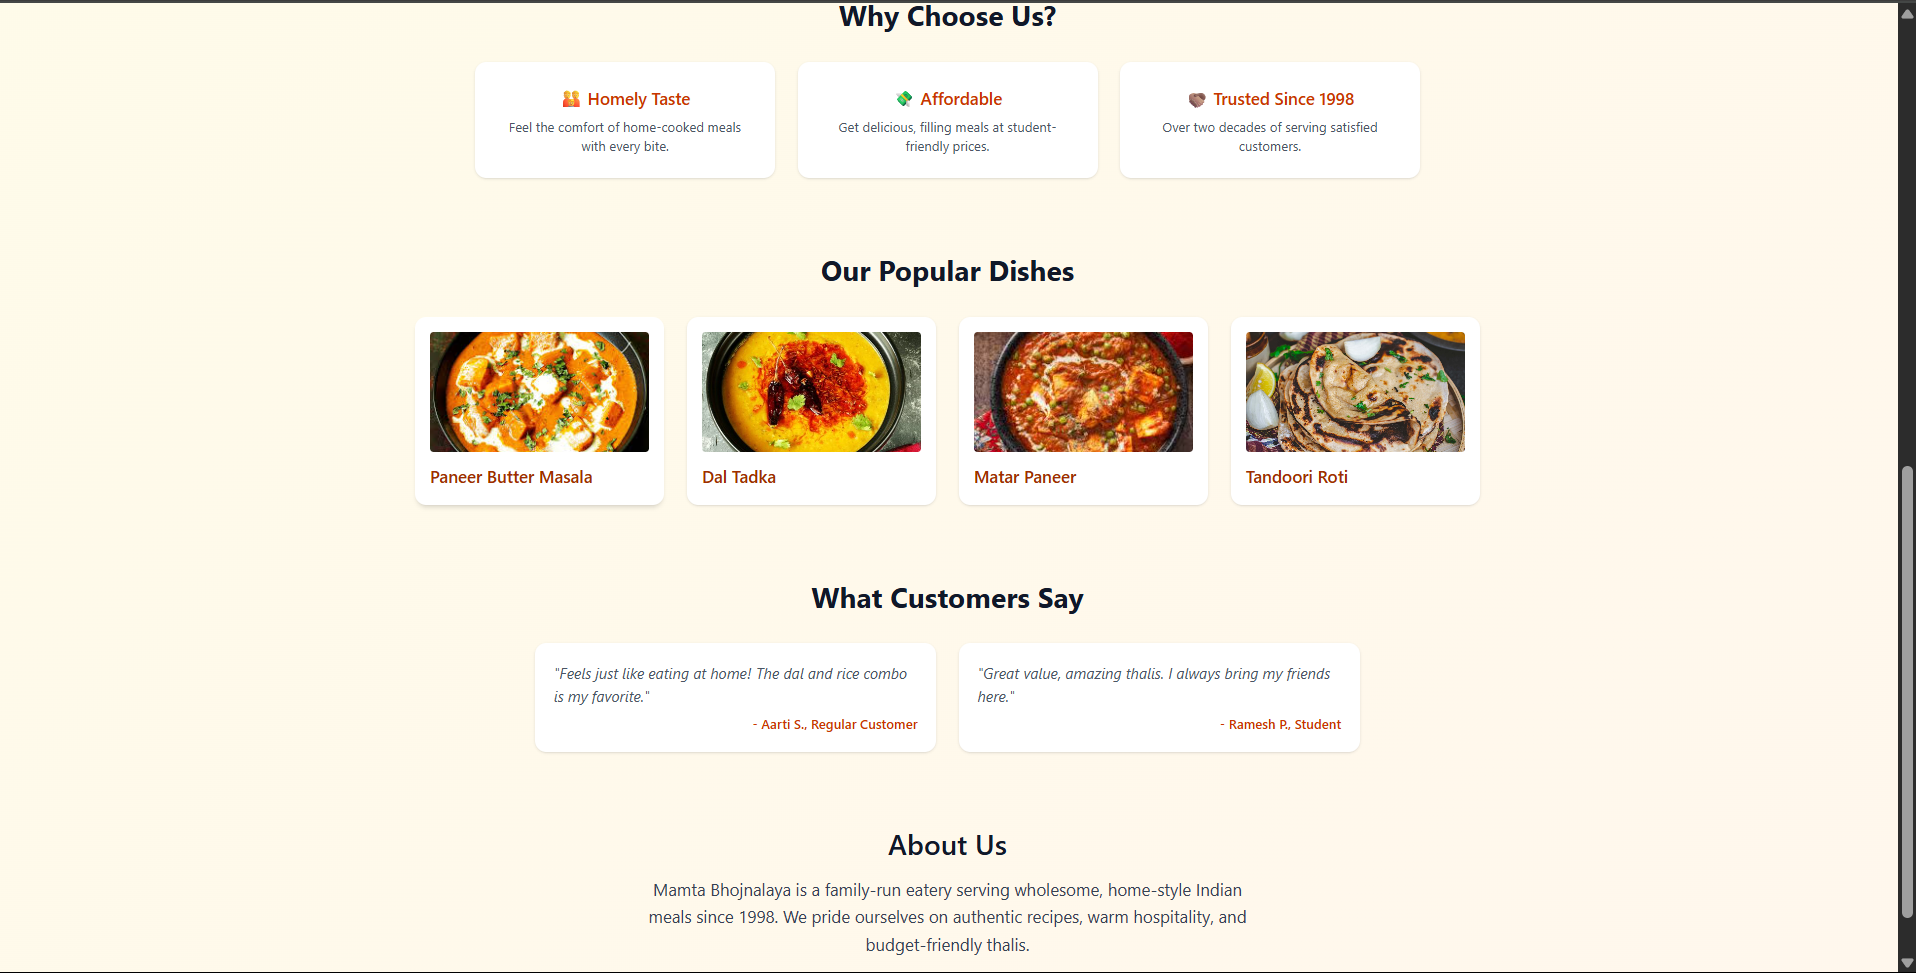 Why Choose Us?
Homely Taste
Feel the comfort of home-cooked meals
with every bite.
Affordable
Get delicious, filling meals at student-
friendly prices.
Trusted Since 1998
Over two decades of serving satisfied
customers.
Our Popular Dishes
Paneer Butter Masala
Dal Tadka
Matar Paneer
Tandoori Roti
What Customers Say
"Feels just like eating at home! The dal and rice combo
is my favorite."
- Aarti S., Regular Customer
"Great value, amazing thalis. I always bring my friends
here."
- Ramesh P., Student
About Us
Mamta Bhojnalaya is a family-run eatery serving wholesome, home-style Indian
meals since 1998. We pride ourselves on authentic recipes, warm hospitality, and
budget-friendly thalis.